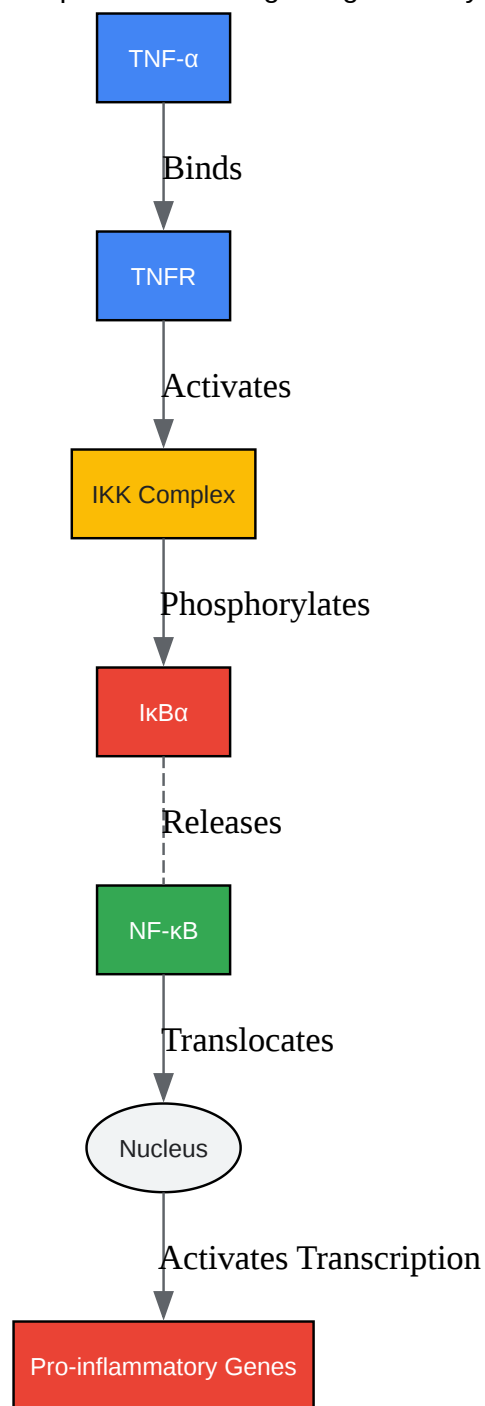 TNF-α
Binds
TNFR
Activates
IKK Complex
Phosphorylates
IκBα
Releases
NF-κB
Translocates
Nucleus
Activates Transcription
Pro-inflammatory Genes